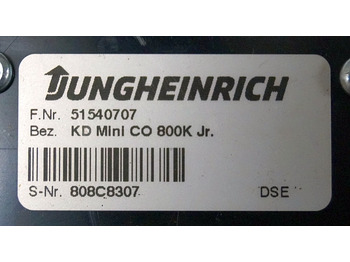 JUNGHEINRICH
F.Nr. 51540707
Bez. KD Mini CO 800K Jr.
S-Nr. 808C8307 DSE